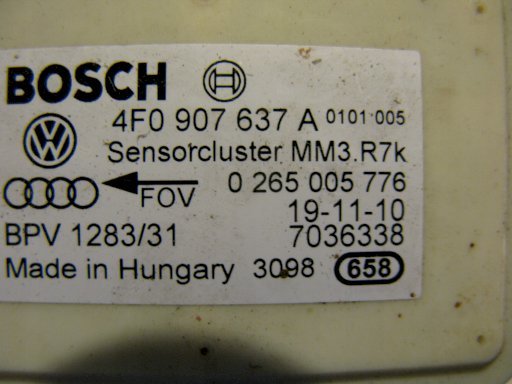 BOSCH
4F0 907 637 A 0101 005
Sensorcluster MM3.R7k
FOV 0 265 005 776
19-11-10
BPV 1283/31 7036338
Made in Hungary 3098 658